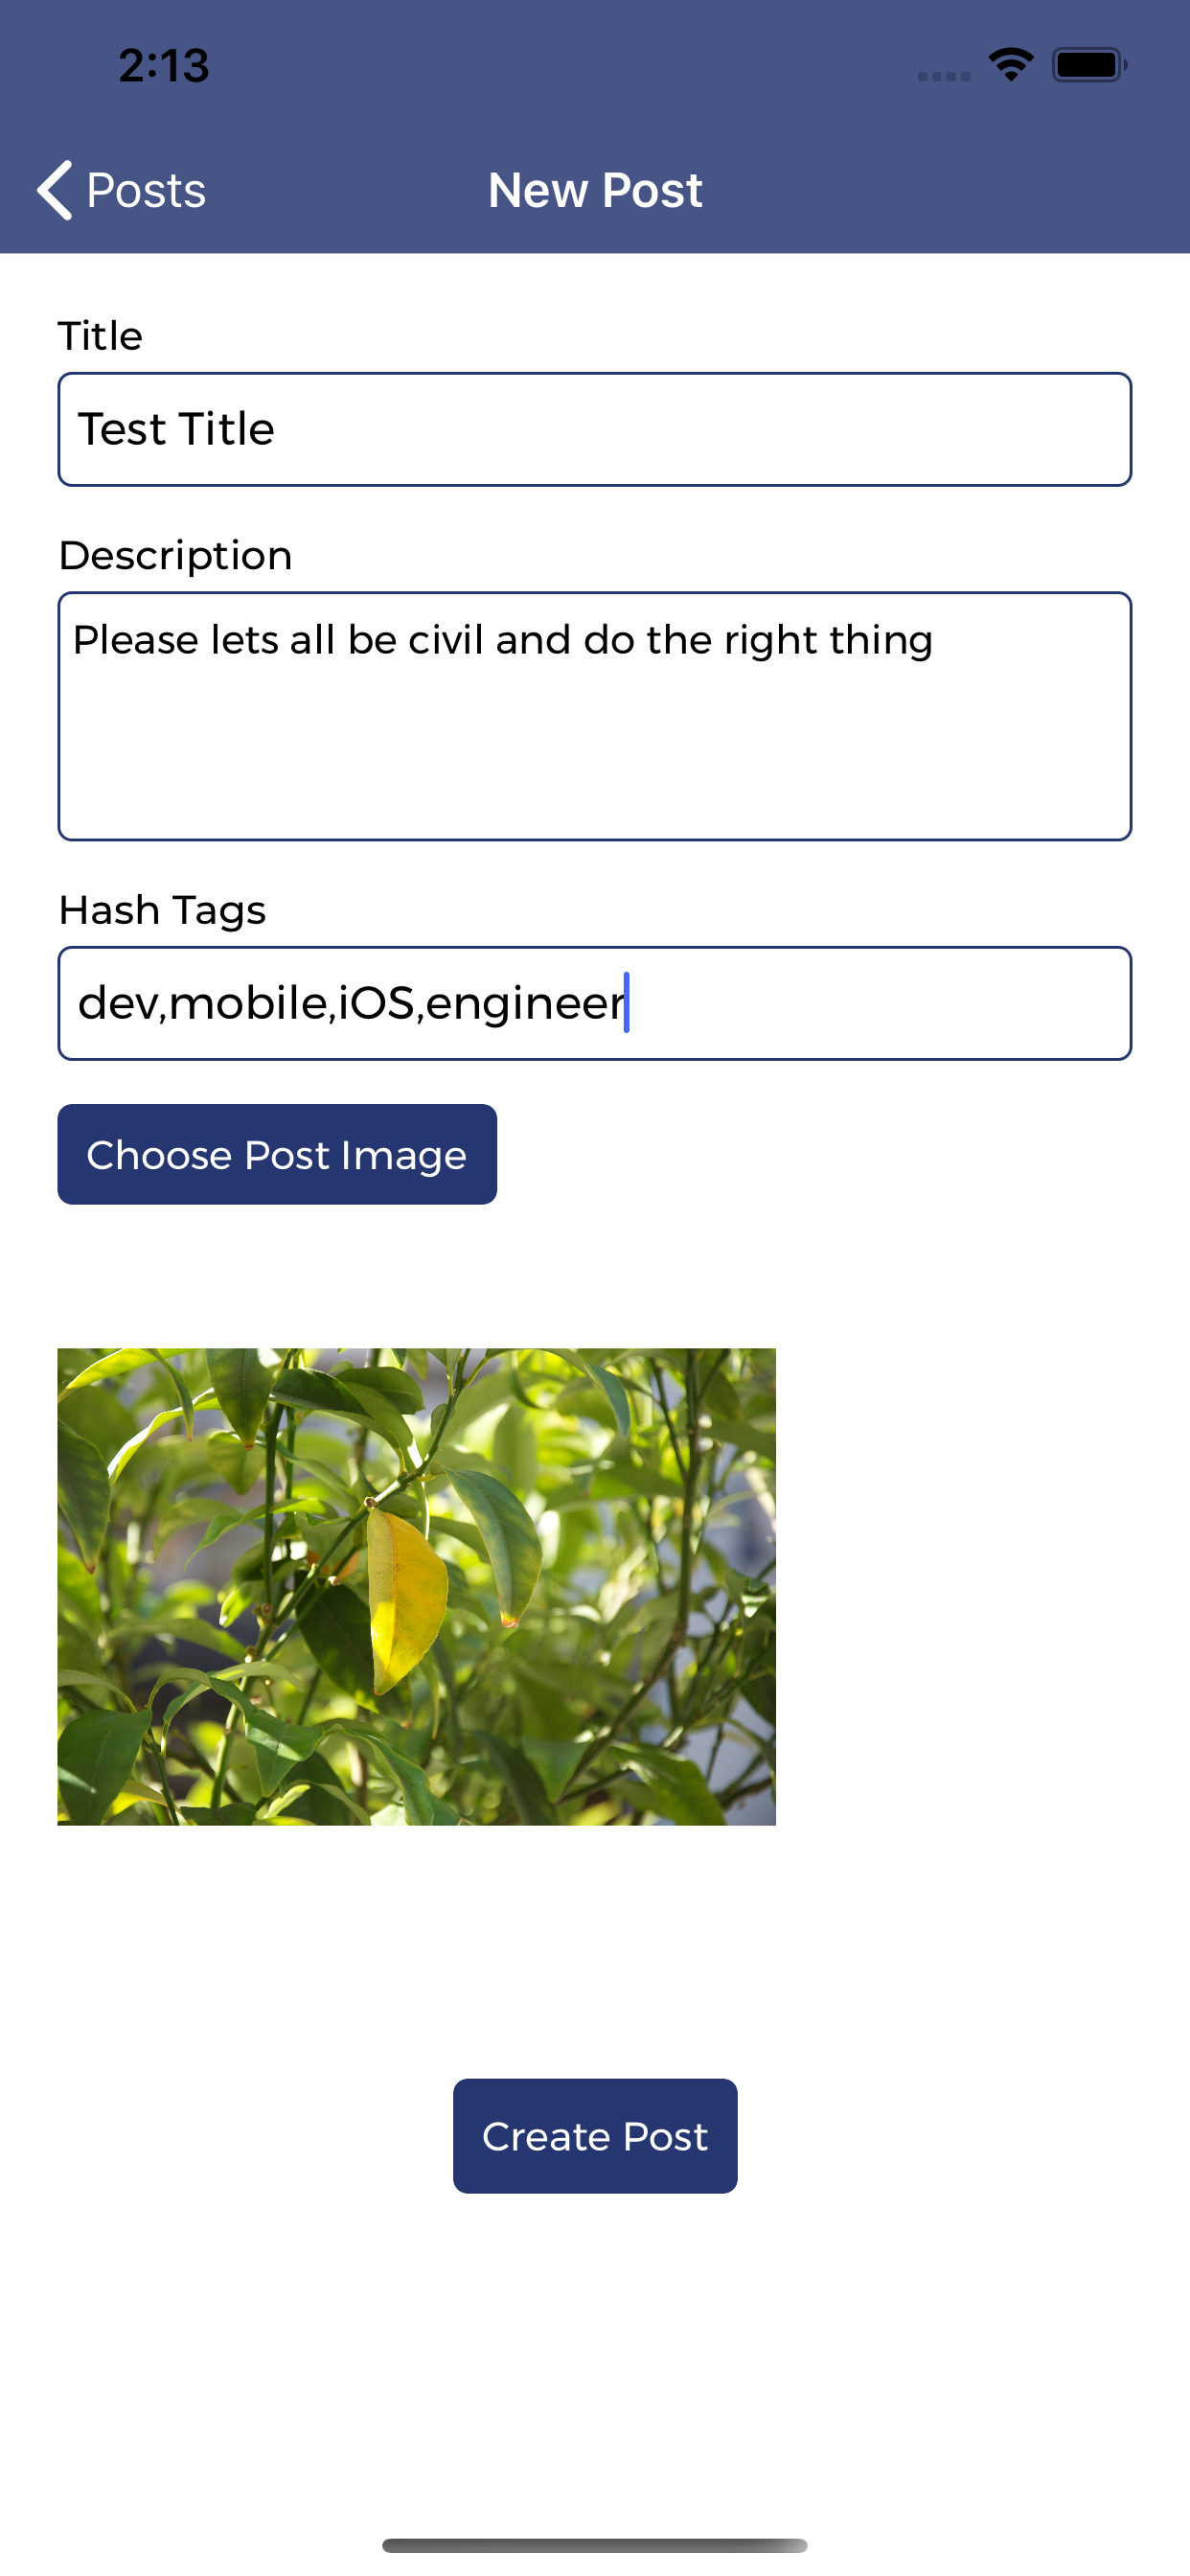 2:13
Posts
New Post
Title
Test Title
Description
Please lets all be civil and do the right thing
Hash Tags
dev,mobile,iOS,engineer
Choose Post Image
Create Post